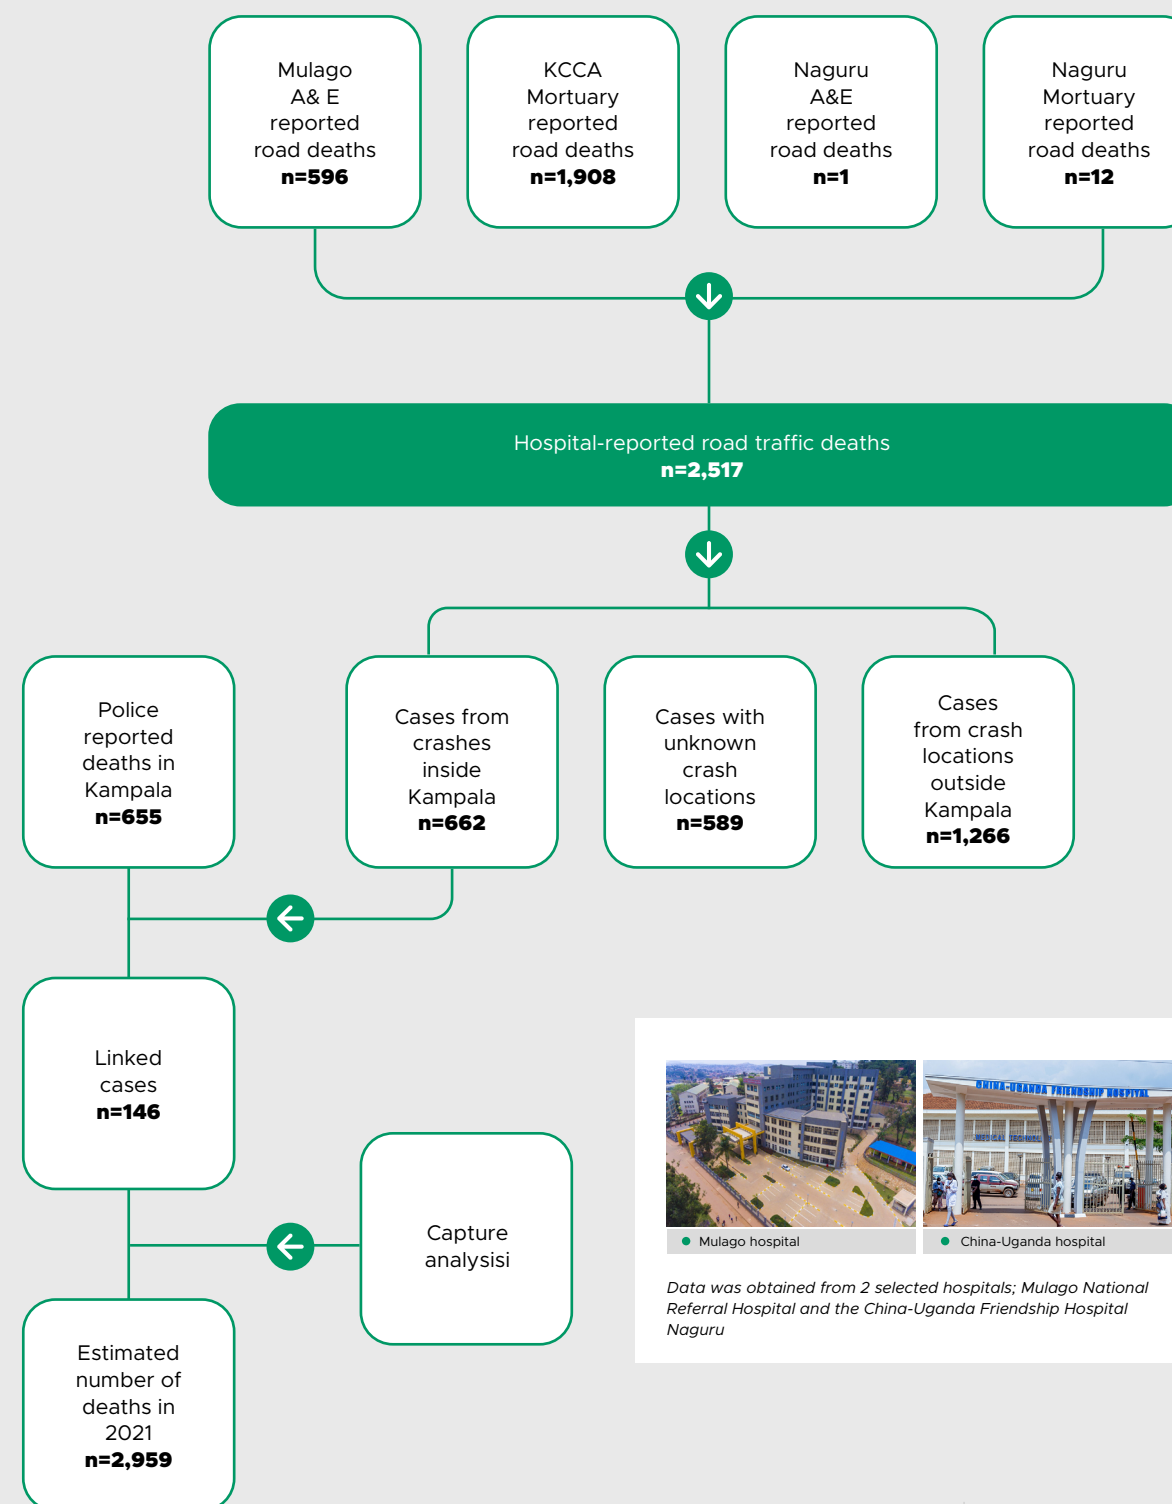 Mulago
A& E
reported
road deaths
n=596
KCCA
Mortuary
reported
road deaths
n=1,908
Naguru
A&E
reported
road deaths
n=1
Naguru
Mortuary
reported
road deaths
n=12
Hospital-reported road traffic deaths
n=2,517
Police
reported
deaths in
Kampala
n=655
Cases from
crashes
inside
Kampala
n=662
Cases with
unknown
crash
locations
n=589
Cases
from crash
locations
outside
Kampala
n=1,266
Linked
cases
n=146
Capture
analysisi
Estimated
number of
deaths in
2021
n=2,959
CHINA-UGANDA FRIENDSHIP HOSPITAL
Mulago hospital
China-Uganda hospital
Data was obtained from 2 selected hospitals; Mulago National
Referral Hospital and the China-Uganda Friendship Hospital
Naguru